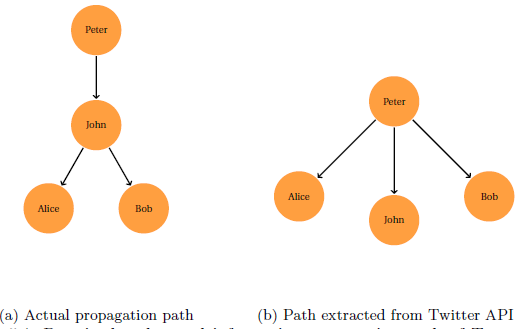 Peter
John
Alice
Bob
Peter
Alice
John
Bob
(a) Actual propagation path
(b) Path extracted from Twitter API